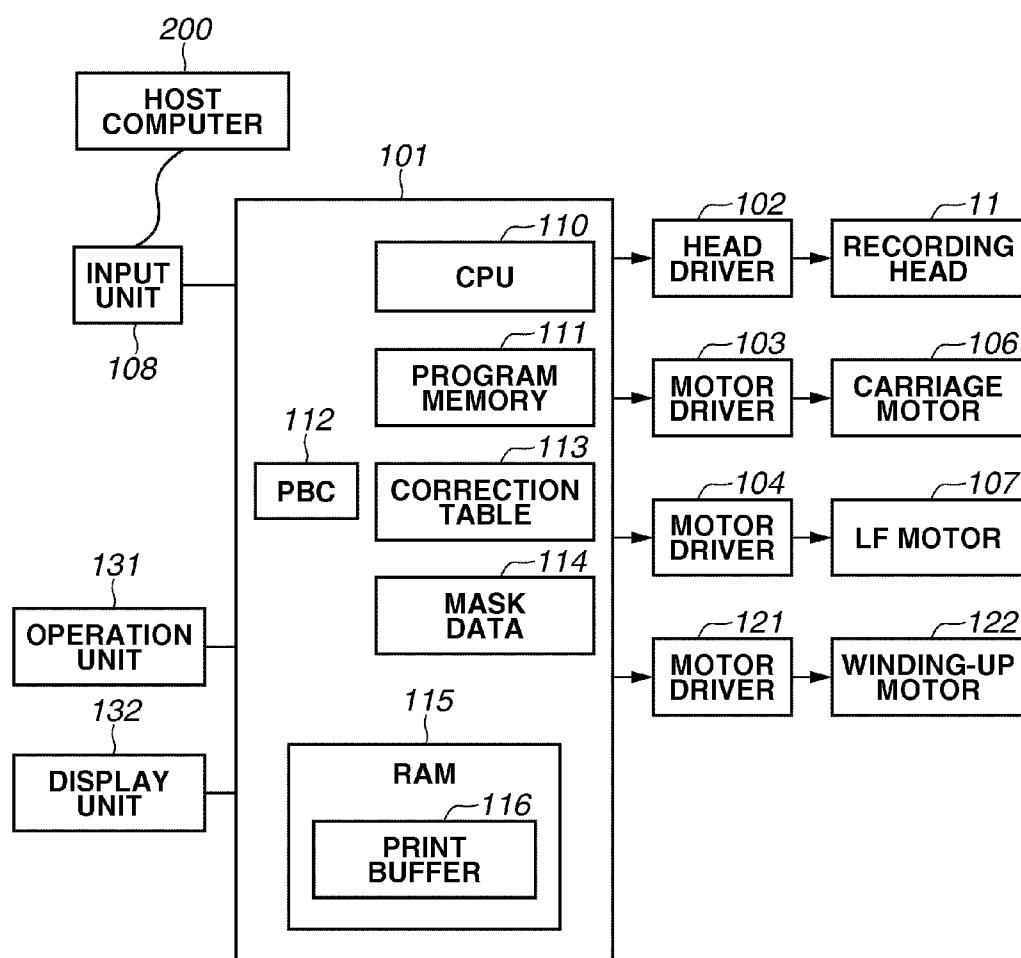 200
HOST
COMPUTER
101
INPUT
UNIT
108
110
CPU
111
PROGRAM
MEMORY
112
PBC
113
CORRECTION
TABLE
114
MASK
DATA
131
OPERATION
UNIT
132
DISPLAY
UNIT
115
RAM
116
PRINT
BUFFER
102
HEAD
DRIVER
11
RECORDING
HEAD
103
MOTOR
DRIVER
106
CARRIAGE
MOTOR
104
MOTOR
DRIVER
107
LF MOTOR
121
MOTOR
DRIVER
122
WINDING-UP
MOTOR